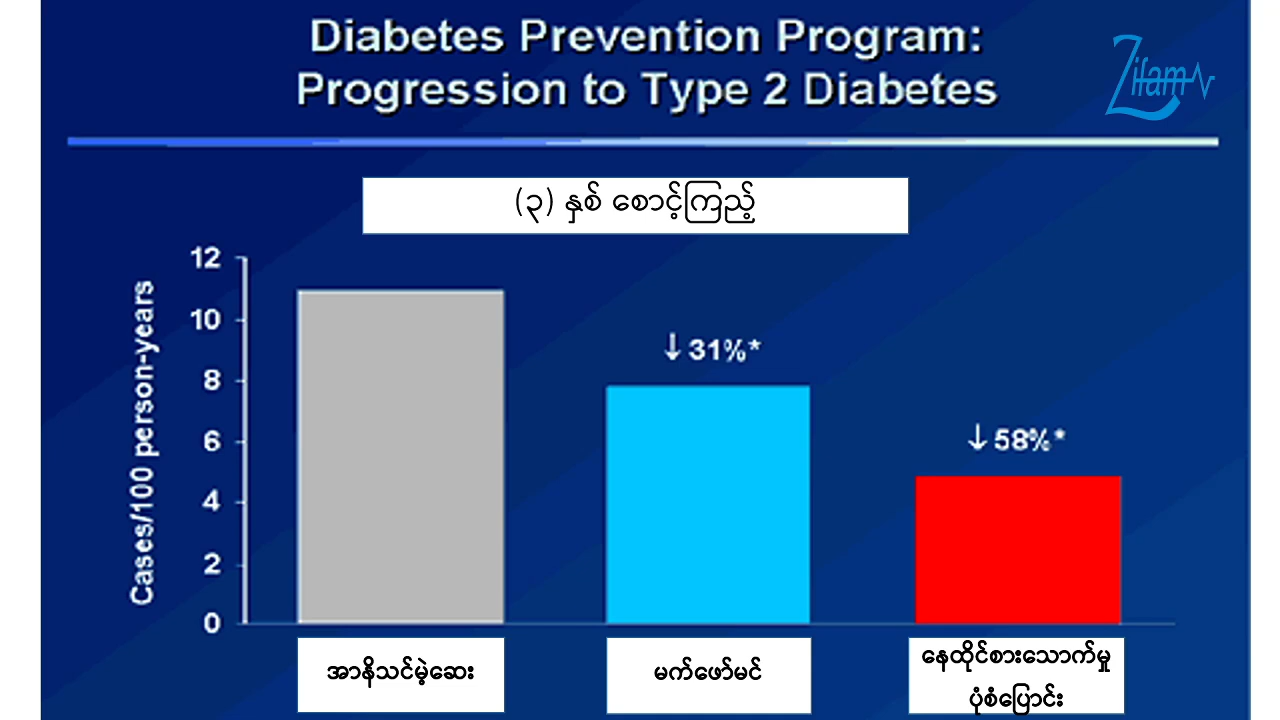 Diabetes Prevention Program:
Progression to Type 2 Diabetes
Zifam
(၃) နှစ် စောင့်ကြည့်
Cases/100 person-years
12
10
8
6
4
2
0
↓31%*
↓58%*
အာနိသင်မဲ့ဆေး
မက်ဖော်မင်
နေထိုင်စားသောက်မှု
ပုံစံပြောင်း